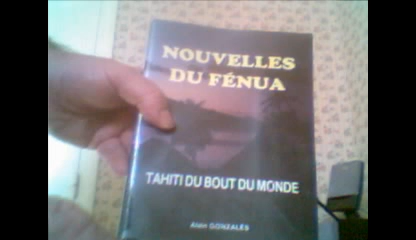 NOUVELLES
DU FÉNUA
TAHITI DU BOUT DU MONDE
Alain GONZALÈS